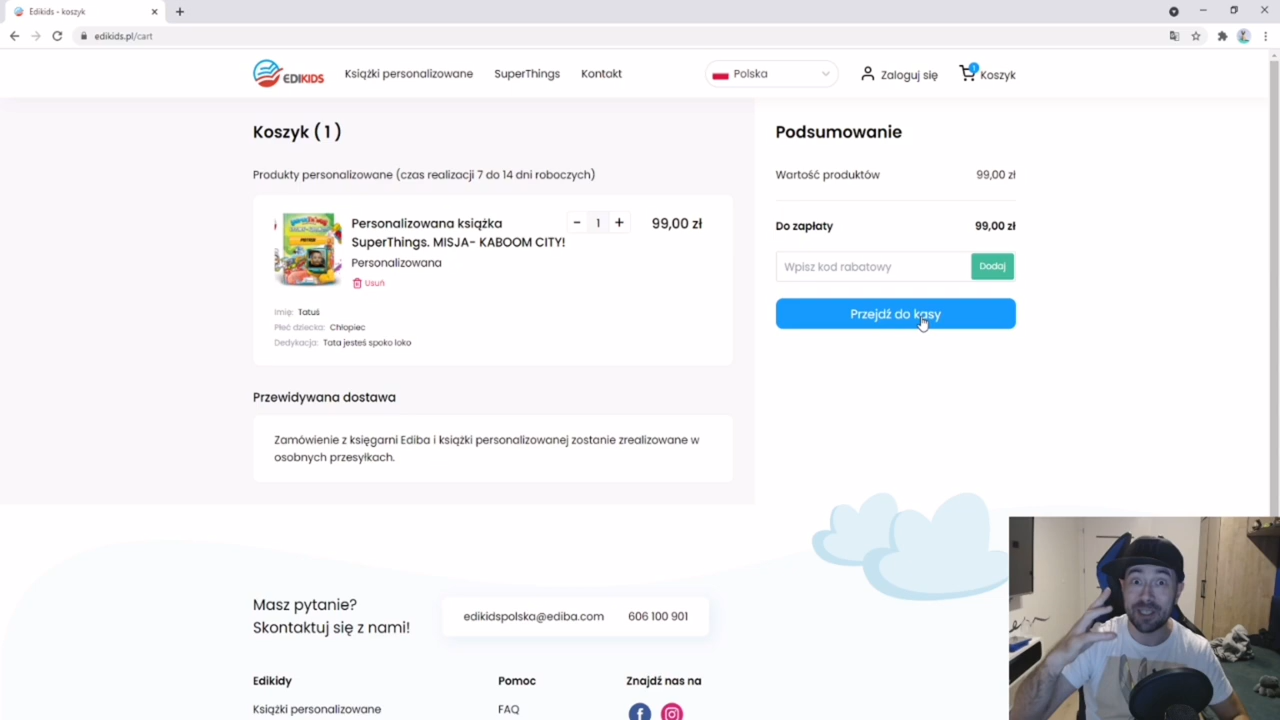 Edikids - koszyk
edikids.pl/cart
EDIKIDS
Książki personalizowane
SuperThings
Kontakt
Polska
Zaloguj się
1
Koszyk
Koszyk ( 1 )
Produkty personalizowane (czas realizacji 7 do 14 dni roboczych)
Personalizowana książka
SuperThings. MISJA- KABOOM CITY!
- 1 +
99,00 zł
Personalizowana
Usuń
Imię: Tatuś
Płeć dziecka: Chłopiec
Dedykacja: Tata jesteś spoko loko
Przewidywana dostawa
Zamówienie z księgarni Ediba i książki personalizowanej zostanie zrealizowane w
osobnych przesyłkach.
Podsumowanie
Wartość produktów 99,00 zł
Do zapłaty 99,00 zł
Wpisz kod rabatowy
Dodaj
Przejdź do kasy
Masz pytanie?
Skontaktuj się z nami!
edikidspolska@ediba.com 606 100 901
Edikidy
Książki personalizowane
Pomoc
FAQ
Znajdź nas na